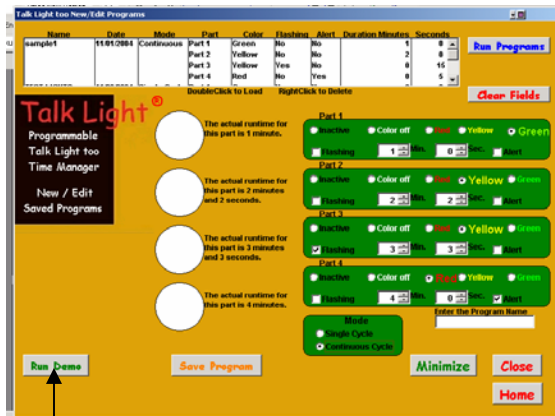 Talk Light too New/Edit Programs
Name Date Mode Part Color Flashing Alert Duration Minutes Seconds
sample1 11/01/2004 Continuous Part 1 Green No No 1 0
Part 2 Yellow No No 2 0
Part 3 Yellow Yes No 0 15
Part 4 Red No Yes 0 5
Run Programs
DoubleClick to Load RightClick to Delete
Clear Fields
Talk Light®
Programmable
Talk Light too
Time Manager
New / Edit
Saved Programs
The actual runtime for
this part is 1 minute.
Part 1
Inactive Color off Red Yellow Green
Flashing 1 Min. 0 Sec. Alert
The actual runtime for
this part is 2 minutes
and 2 seconds.
Part 2
Inactive Color off Red Yellow Green
Flashing 2 Min. 2 Sec. Alert
The actual runtime for
this part is 3 minutes
and 3 seconds.
Part 3
Inactive Color off Red Yellow Green
Flashing 3 Min. 3 Sec. Alert
The actual runtime for
this part is 4 minutes.
Part 4
Inactive Color off Red Yellow Green
Flashing 4 Min. 0 Sec. Alert
Mode
Single Cycle
Continuous Cycle
Enter the Program Name
Run Demo
Save Program
Minimize
Close
Home